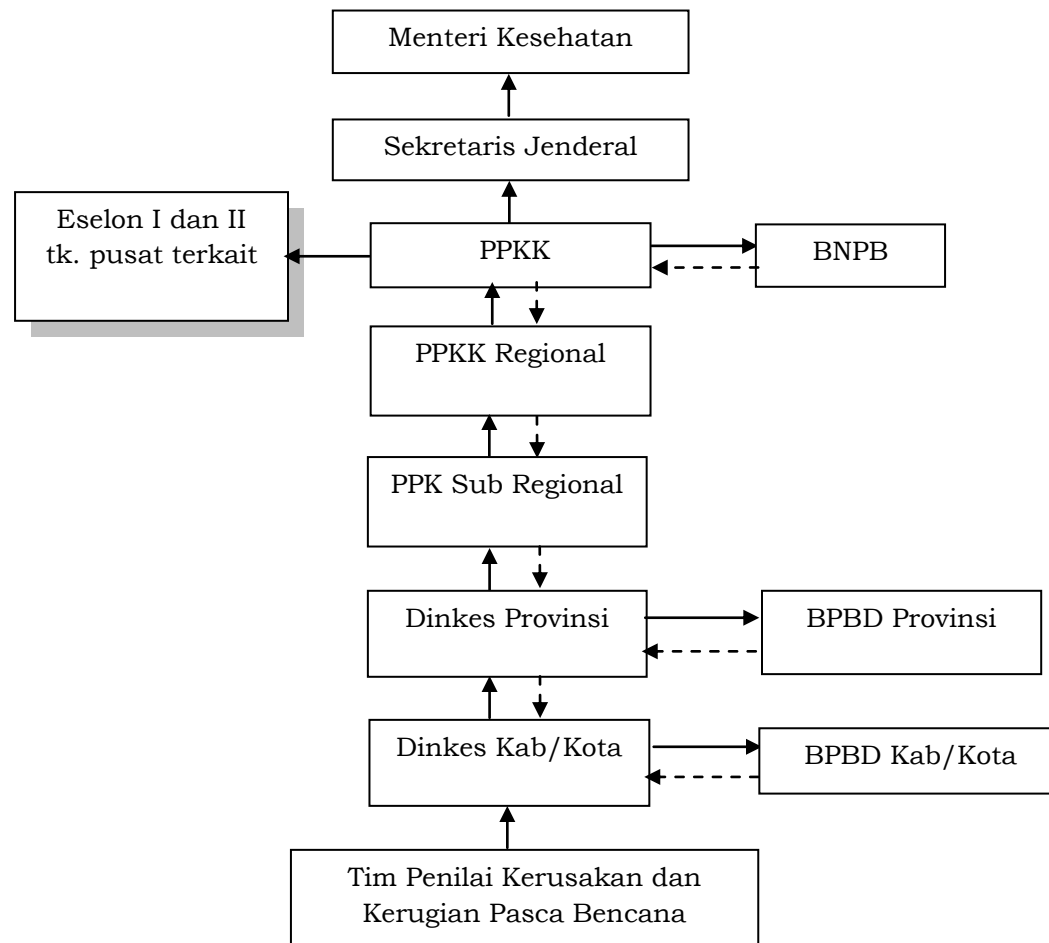 Menteri Kesehatan
Sekretaris Jenderal
Eselon I dan II
tk. pusat terkait
PPKK
BNPB
PPKK Regional
PPK Sub Regional
Dinkes Provinsi
BPBD Provinsi
Dinkes Kab/Kota
BPBD Kab/Kota
Tim Penilai Kerusakan dan
Kerugian Pasca Bencana